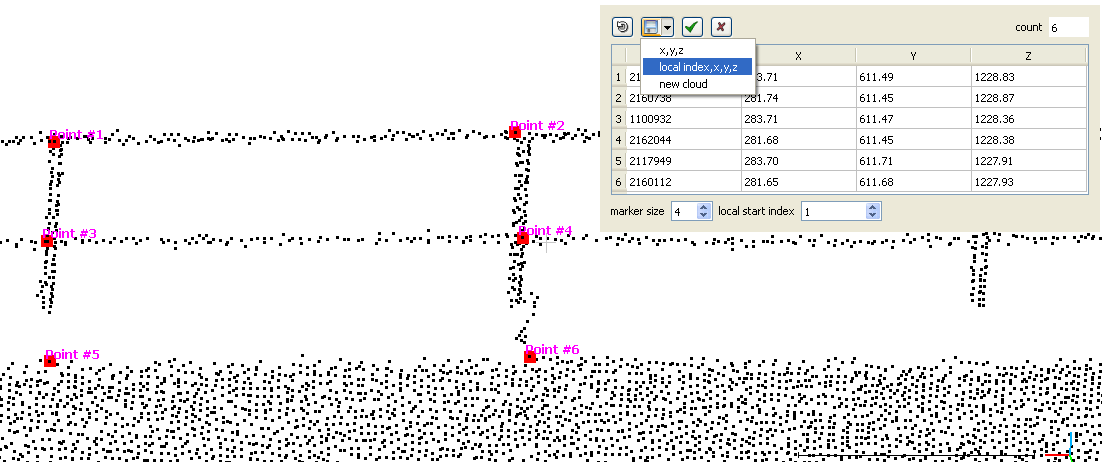 count 6
x,y,z
local index,x,y,z
new cloud
X Y Z
1 21 3.71 611.49 1228.83
2 2160738 281.74 611.45 1228.87
3 1100932 283.71 611.47 1228.36
4 2162044 281.68 611.45 1228.38
5 2117949 283.70 611.71 1227.91
6 2160112 281.65 611.68 1227.93
marker size 4 local start index 1
Point #1 Point #2
Point #3 Point #4
Point #5 Point #6